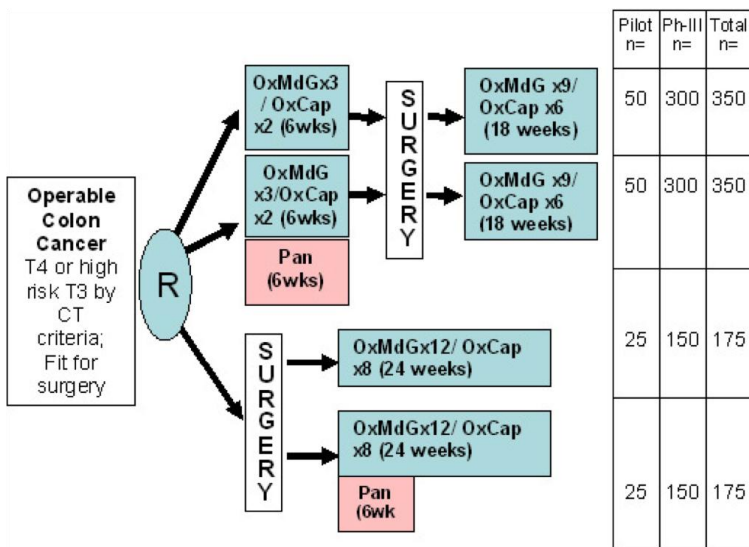 Operable
Colon
Cancer
T4 or high
risk T3 by
CT
criteria;
Fit for
surgery
R
OxMdGx3
/ OxCap
x2 (6wks)
SURGERY
OxMdG x9/
OxCap x6
(18 weeks)
OxMdG
x3/OxCap
x2 (6wks)
Pan
(6wks)
OxMdG x9/
OxCap x6
(18 weeks)
SURGERY
OxMdGx12/ OxCap
x8 (24 weeks)
OxMdGx12/ OxCap
x8 (24 weeks)
Pan
(6wk
Pilot Ph-III Total
n= n= n=
50 300 350
50 300 350
25 150 175
25 150 175